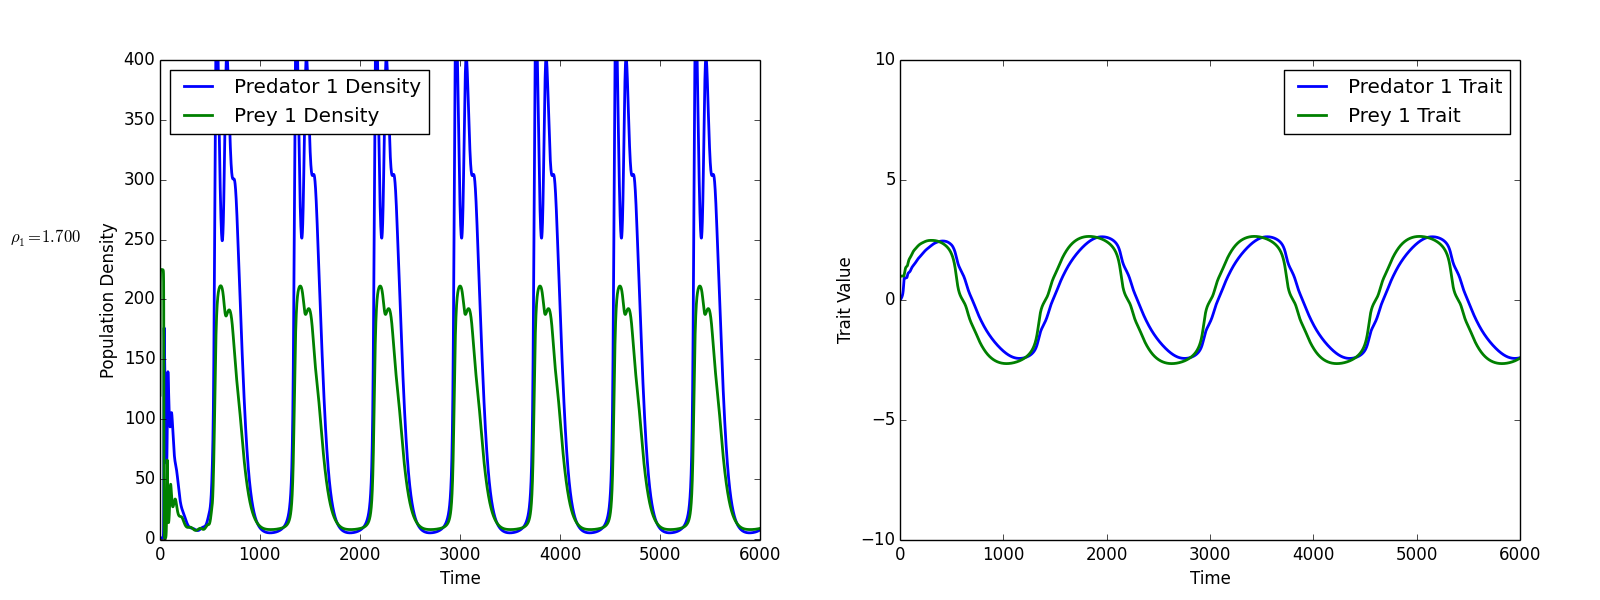 ρ1=1.700
Population Density
400
350
300
250
200
150
100
50
0
Predator 1 Density
Prey 1 Density
0 1000 2000 3000 4000 5000 6000
Time
Trait Value
10
5
0
−5
−10
Predator 1 Trait
Prey 1 Trait
0 1000 2000 3000 4000 5000 6000
Time